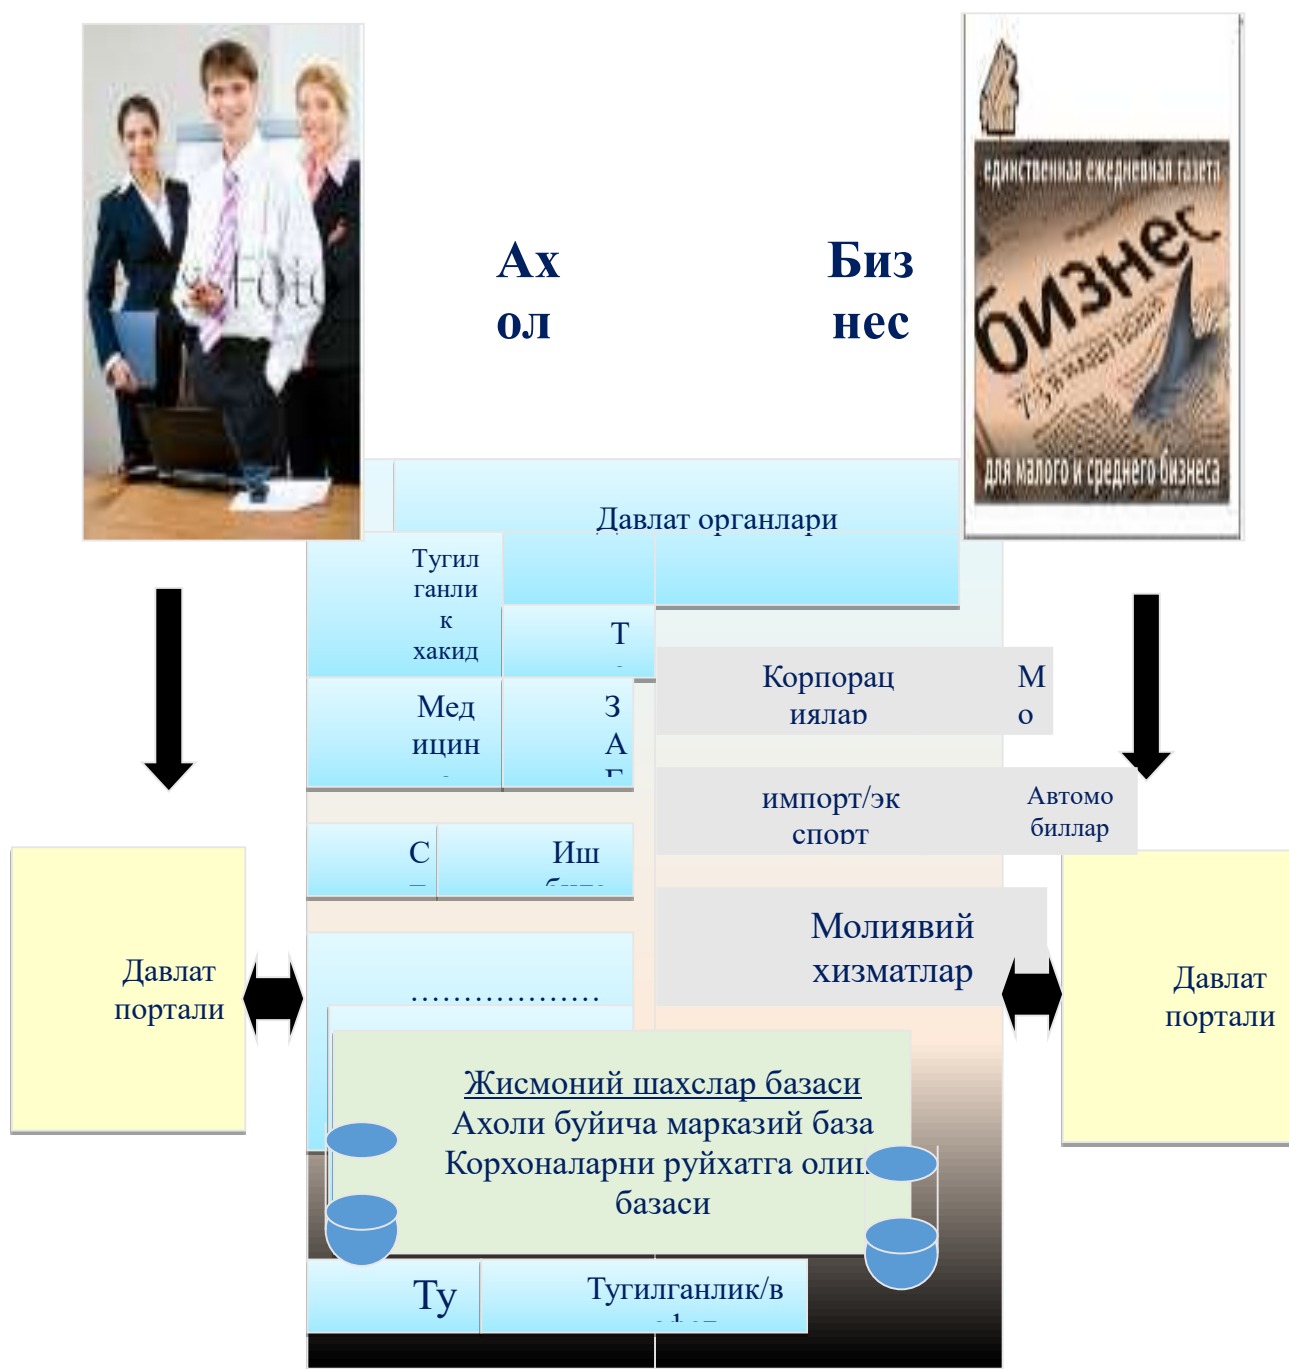 единственная ежедневная газета
бизнес
для малого и среднего бизнеса
Ах
ол
Биз
нес
Давлат органлари
Тугил
ганли
к
хакид
Т
Мед
ицин
З
А
Г
Корпорац
иялар
М
о
импорт/эк
спорт
Автомо
биллар
С
Иш
Молиявий
хизматлар
………………
Давлат
портали
Давлат
портали
Жисмоний шахслар базаси
Ахоли буйича марказий база
Корхоналарни руйхатга олиш
базаси
Ту
Тугилганлик/в